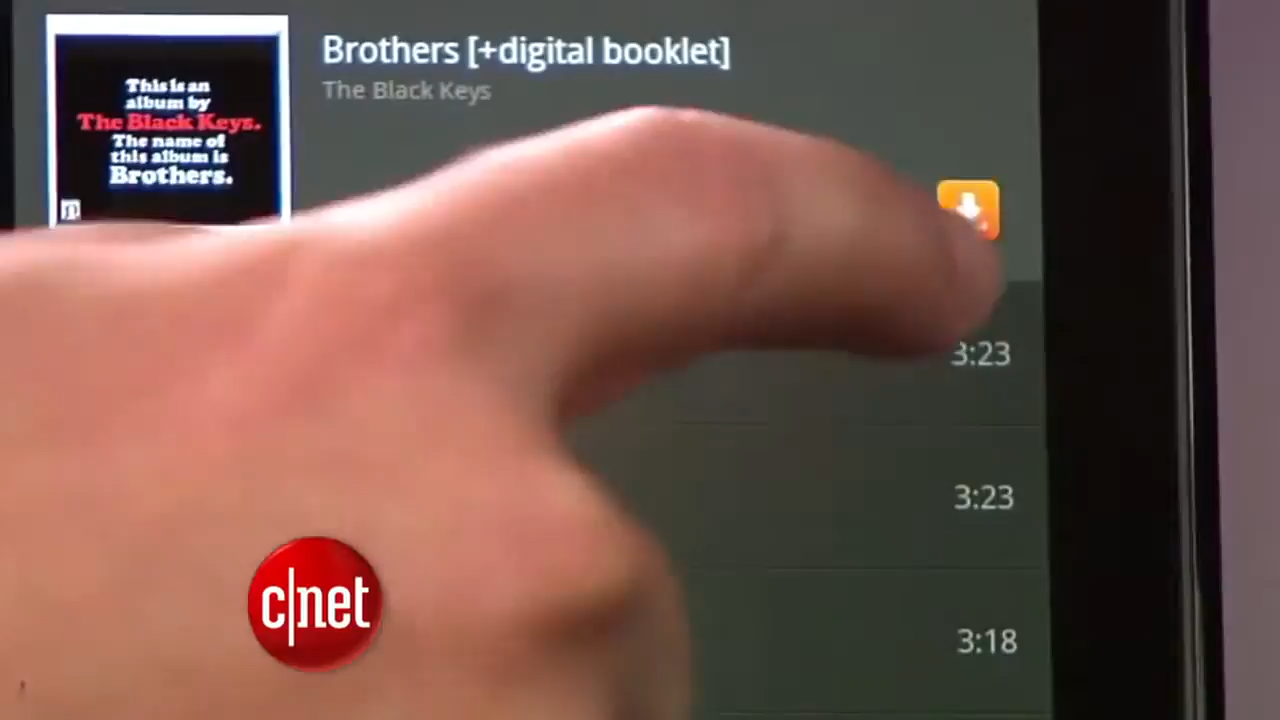 Brothers [+digital booklet]
The Black Keys
This is an
album by
The Black Keys.
The name of
this album is
Brothers.
3:23
3:23
3:18
c|net